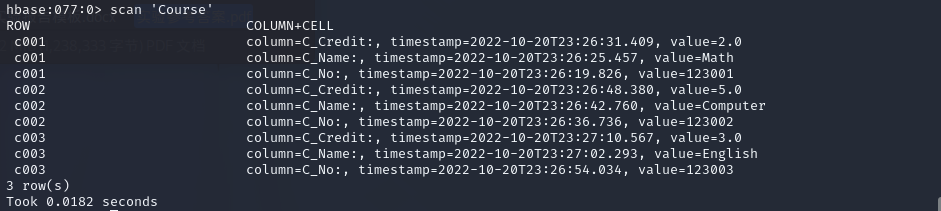 hbase:077:0> scan 'Course'
ROW COLUMN+CELL
c001 column=C_Credit:, timestamp=2022-10-20T23:26:31.409, value=2.0
c001 column=C_Name:, timestamp=2022-10-20T23:26:25.457, value=Math
c001 column=C_No:, timestamp=2022-10-20T23:26:19.826, value=123001
c002 column=C_Credit:, timestamp=2022-10-20T23:26:48.380, value=5.0
c002 column=C_Name:, timestamp=2022-10-20T23:26:42.760, value=Computer
c002 column=C_No:, timestamp=2022-10-20T23:26:36.736, value=123002
c003 column=C_Credit:, timestamp=2022-10-20T23:27:10.567, value=3.0
c003 column=C_Name:, timestamp=2022-10-20T23:27:02.293, value=English
c003 column=C_No:, timestamp=2022-10-20T23:26:54.034, value=123003
3 row(s)
Took 0.0182 seconds